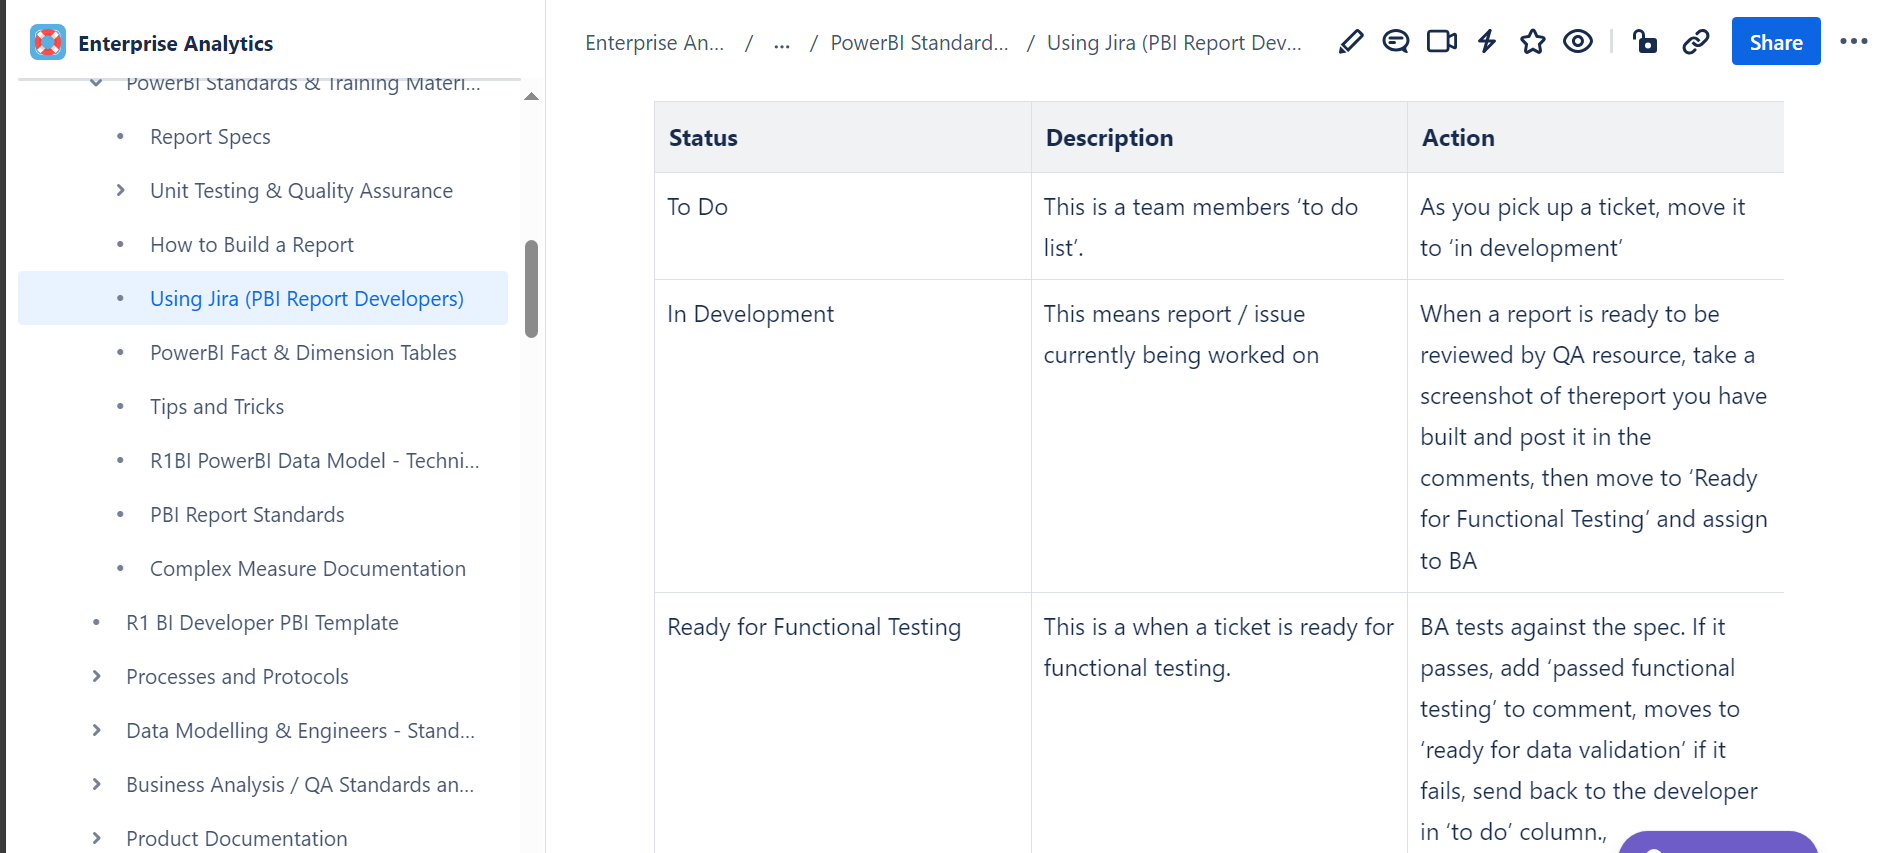 Enterprise Analytics
PowerBI Standards & Training Materi...
Report Specs
Unit Testing & Quality Assurance
How to Build a Report
Using Jira (PBI Report Developers)
PowerBI Fact & Dimension Tables
Tips and Tricks
R1BI PowerBI Data Model - Techni...
PBI Report Standards
Complex Measure Documentation
R1 BI Developer PBI Template
Processes and Protocols
Data Modelling & Engineers - Stand...
Business Analysis / QA Standards an...
Product Documentation
Enterprise An... / ... / PowerBI Standard... / Using Jira (PBI Report Dev...
Share
Status
Description
Action
To Do
This is a team members ‘to do
list’.
As you pick up a ticket, move it
to ‘in development’
In Development
This means report / issue
currently being worked on
When a report is ready to be
reviewed by QA resource, take a
screenshot of thereport you have
built and post it in the
comments, then move to ‘Ready
for Functional Testing’ and assign
to BA
Ready for Functional Testing
This is a when a ticket is ready for
functional testing.
BA tests against the spec. If it
passes, add ‘passed functional
testing’ to comment, moves to
‘ready for data validation’ if it
fails, send back to the developer
in ‘to do’ column.,